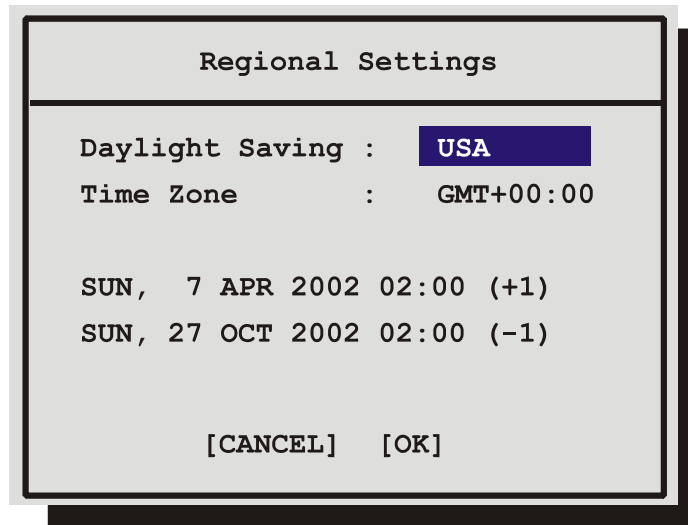 Regional Settings
Daylight Saving : USA
Time Zone : GMT+00:00
SUN, 7 APR 2002 02:00 (+1)
SUN, 27 OCT 2002 02:00 (-1)
[CANCEL] [OK]